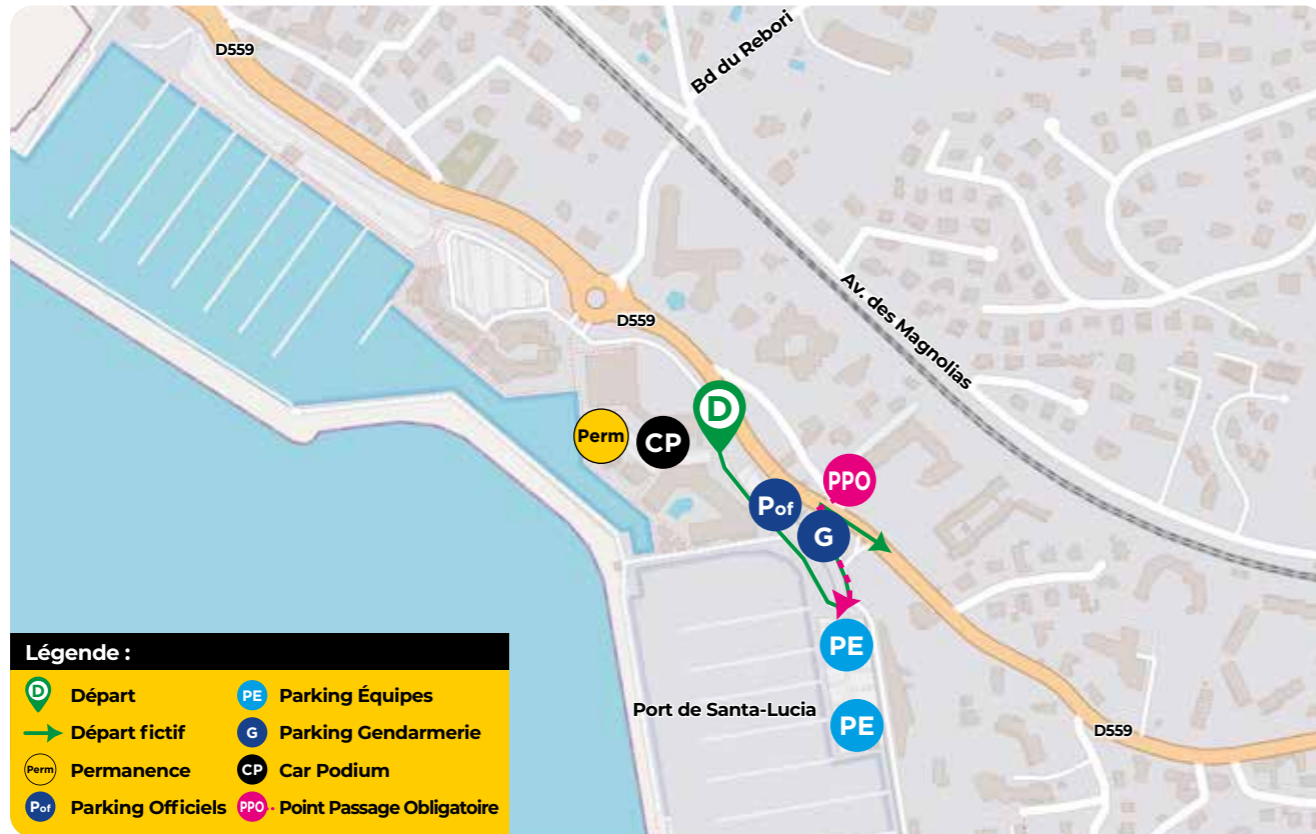 D559
Bd du Rebori
Av. des Magnolias
D559
D
Perm
CP
PPO
Pof
G
PE
Port de Santa-Lucia
PE
D559
Légende :
D Départ
Départ fictif
Perm Permanence
Pof Parking Officiels
PE Parking Équipes
G Parking Gendarmerie
CP Car Podium
PPO Point Passage Obligatoire